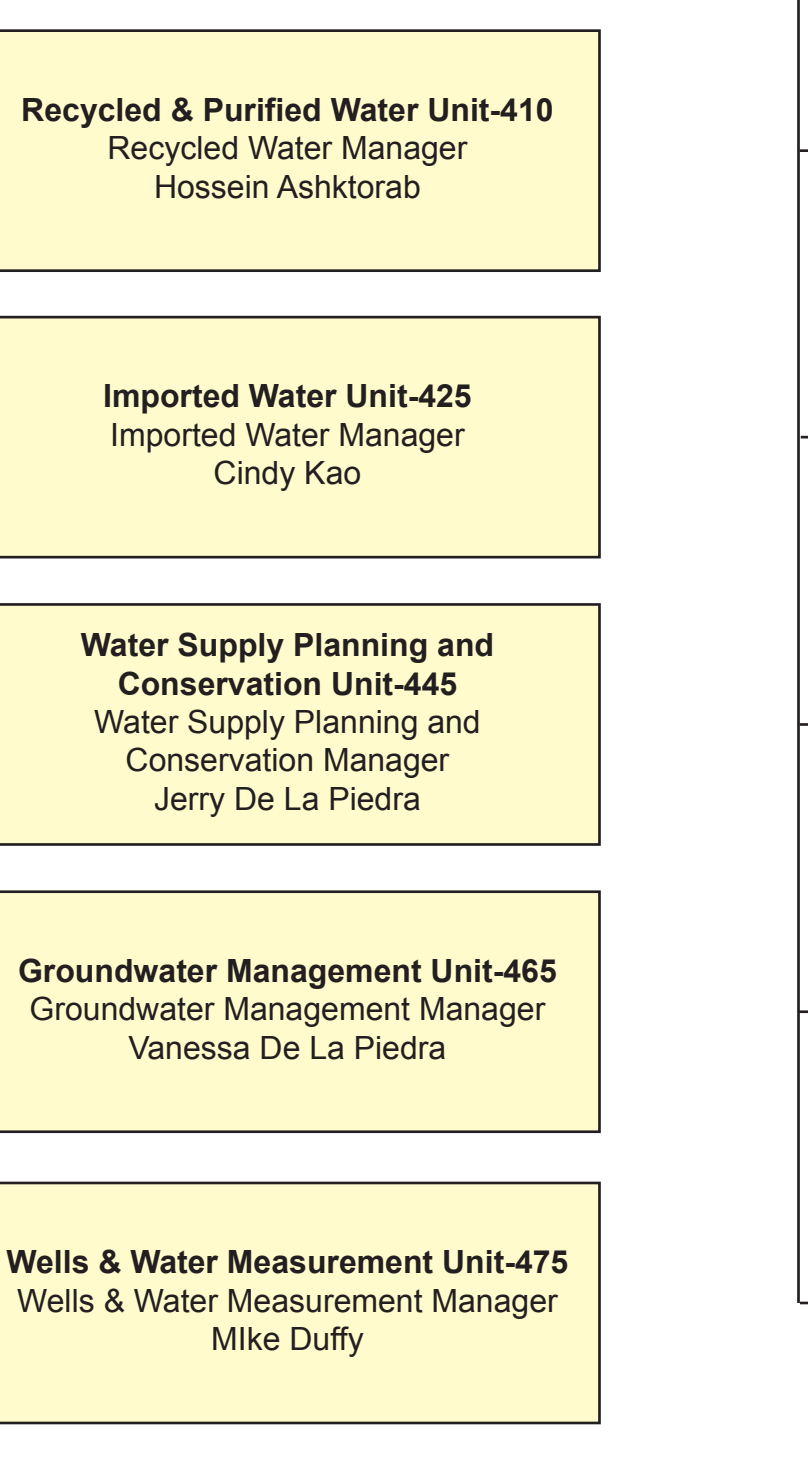 Recycled & Purified Water Unit-410
Recycled Water Manager
Hossein Ashktorab
Imported Water Unit-425
Imported Water Manager
Cindy Kao
Water Supply Planning and
Conservation Unit-445
Water Supply Planning and
Conservation Manager
Jerry De La Piedra
Groundwater Management Unit-465
Groundwater Management Manager
Vanessa De La Piedra
Wells & Water Measurement Unit-475
Wells & Water Measurement Manager
MIke Duffy